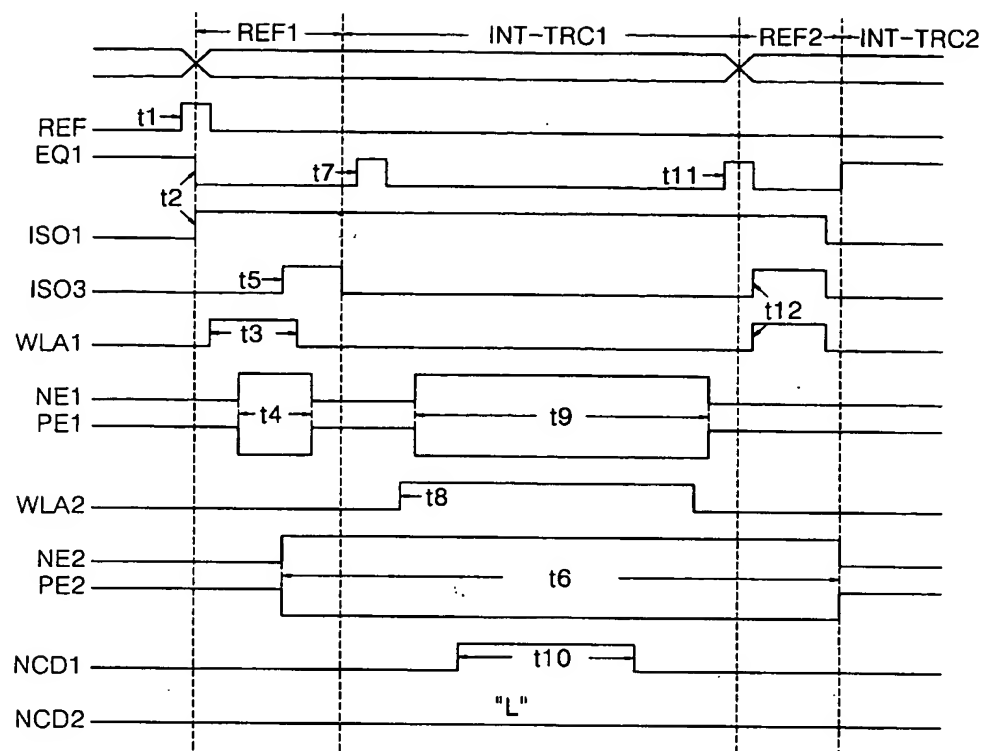 REF1 INT-TRC1 REF2 INT-TRC2
REF t1
EQ1 t7 t11
t2
ISO1
ISO3 t5
t12
WLA1 t3
NE1
t4 t9
PE1
WLA2 t8
NE2
t6
PE2
NCD1 t10
"L"
NCD2